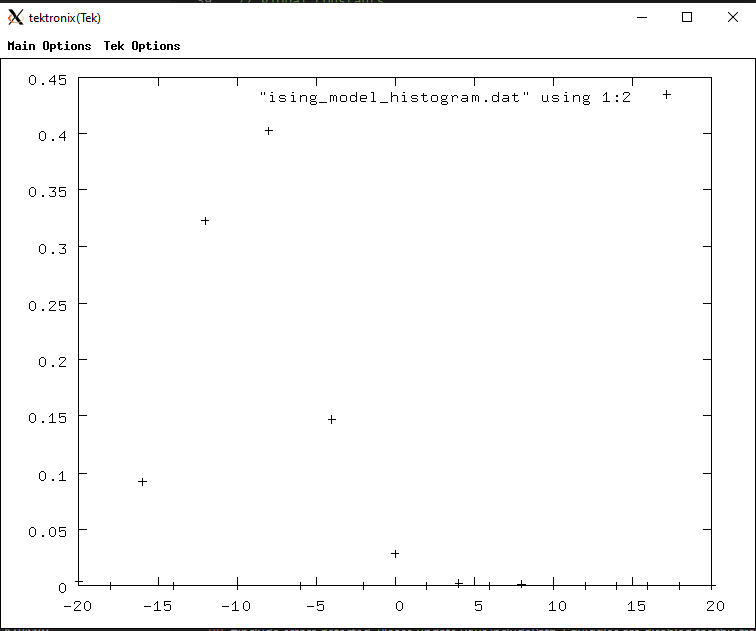 tektronix(Tek)
Main Options Tek Options
"ising_model_histogram.dat" using 1:2
0.45
0.4
0.35
0.3
0.25
0.2
0.15
0.1
0.05
0
-20 -15 -10 -5 0 5 10 15 20